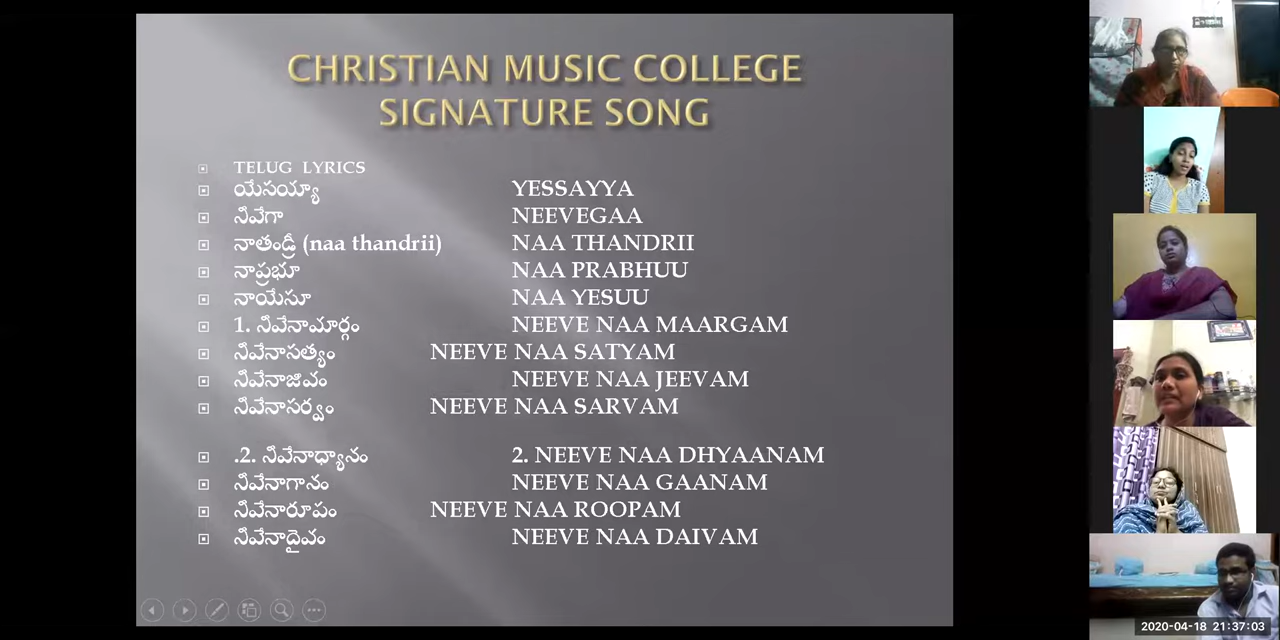 CHRISTIAN MUSIC COLLEGE
SIGNATURE SONG
TELUG LYRICS
యేసయ్యా YESSAYYA
నివేగా NEEVEGAA
నాతండ్రీ (naa thandrii) NAA THANDRII
నాప్రభూ NAA PRABHUU
నాయేసూ NAA YESUU
1. నివేనామార్గం NEEVE NAA MAARGAM
నివేనాసత్యం NEEVE NAA SATYAM
నివేనాజీవం NEEVE NAA JEEVAM
నివేనాసర్వం NEEVE NAA SARVAM
.2. నివేనాధ్యానం 2. NEEVE NAA DHYAANAM
నివేనాగానం NEEVE NAA GAANAM
నివేనారూపం NEEVE NAA ROOPAM
నివేనాదైవం NEEVE NAA DAIVAM
2020-04-18 21:37:03